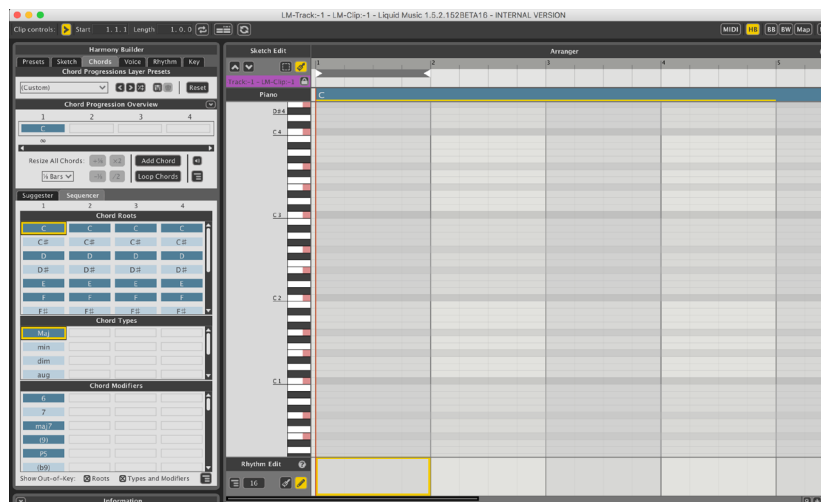 LM-Track:-1 - LM-Clip:-1 - Liquid Music 1.5.2.152BETA16 - INTERNAL VERSION
Clip controls: Start: 1. 1. 1 Length 1. 0. 0 MIDI HB BB BW Map
Harmony Builder
Presets Sketch Chords Voice Rhythm Key
Chord Progressions Layer Presets
(Custom) Reset
Chord Progression Overview
1 2 3 4
C
∞
Resize All Chords: x2 Add Chord
¼ Bars /2 Loop Chords
Suggester Sequencer
1 2 3 4
Chord Roots
C C C C
C# C# C# C#
D D D D
D# D# D# D#
E E E E
F F F F
F# F# F# F#
Chord Types
Maj
min
dim
aug
Chord Modifiers
6
7
maj7
(9)
P5
(b9)
Show Out-of-Key: Roots Types and Modifiers
Information
Sketch Edit Arranger
1 2 3 4 5
Track:-1 - LM-Clip:-1
Piano C
D#4
C4
C3
C2
C1
Rhythm Edit ?
16